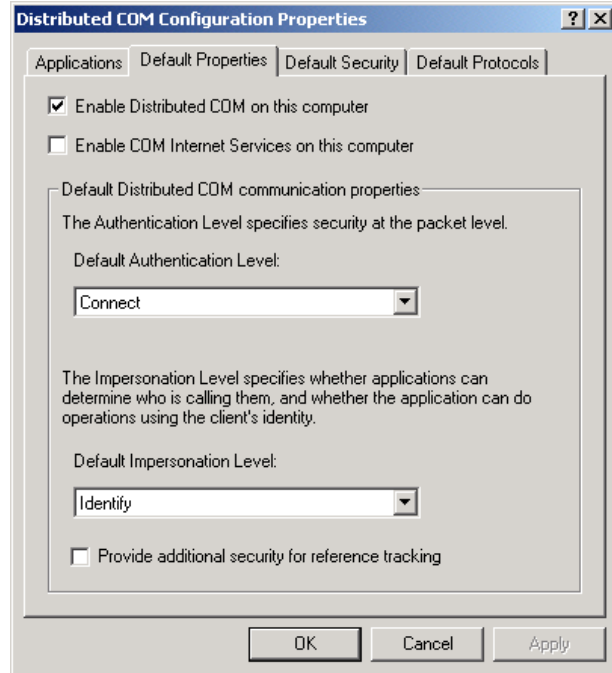 Distributed COM Configuration Properties
Applications
Default Properties
Default Security
Default Protocols
Enable Distributed COM on this computer
Enable COM Internet Services on this computer
Default Distributed COM communication properties
The Authentication Level specifies security at the packet level.
Default Authentication Level:
Connect
The Impersonation Level specifies whether applications can
determine who is calling them, and whether the application can do
operations using the client's identity.
Default Impersonation Level:
Identify
Provide additional security for reference tracking
OK
Cancel
Apply